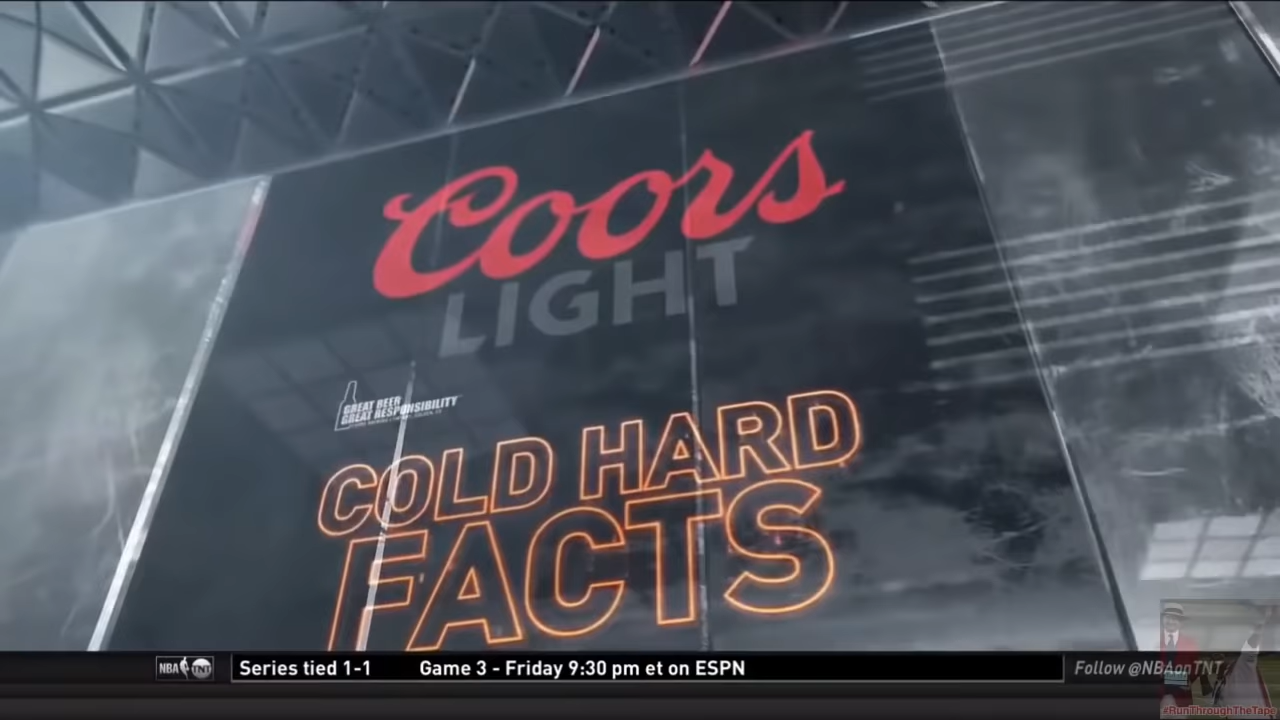 Coors
LIGHT
GREAT BEER
GREAT RESPONSIBILITY
COLD HARD
FACTS
NBA TNT
Series tied 1-1 Game 3 - Friday 9:30 pm et on ESPN
Follow @NBAonTNT
#RunThroughTheTape